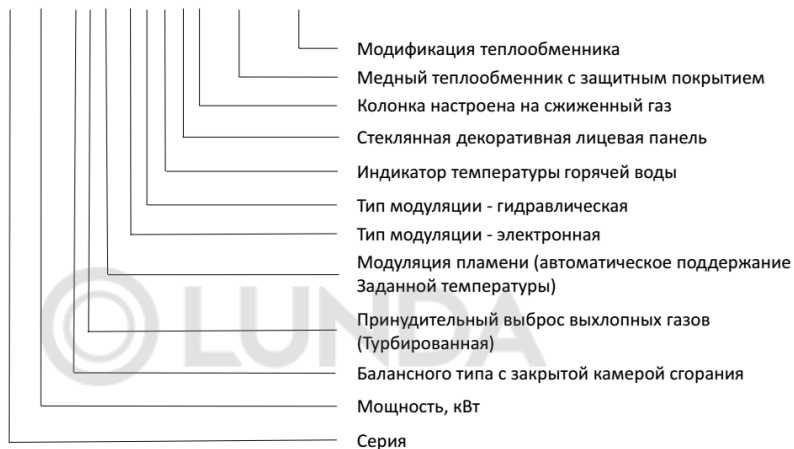 Модификация теплообменника
Медный теплообменник с защитным покрытием
Колонка настроена на сжиженный газ
Стеклянная декоративная лицевая панель
Индикатор температуры горячей воды
Тип модуляции - гидравлическая
Тип модуляции - электронная
Модуляция пламени (автоматическое поддержание
Заданной температуры)
Принудительный выброс выхлопных газов
(Турбированная)
Балансного типа с закрытой камерой сгорания
Мощность, кВт
Серия
LUNDA